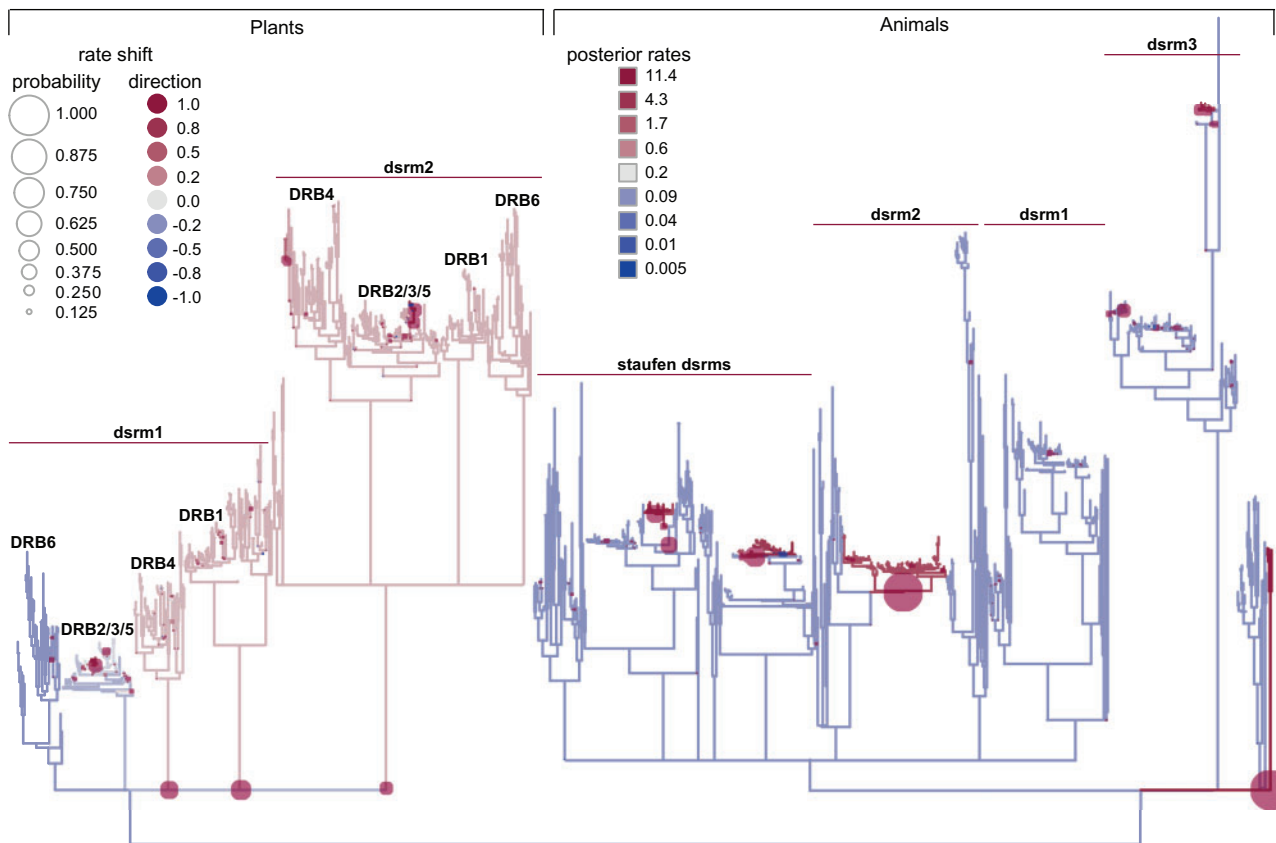 Plants
Animals
rate shift
probability
direction
1.000
0.875
0.750
0.625
0.500
0.375
0.250
0.125
1.0
0.8
0.5
0.2
0.0
-0.2
-0.5
-0.8
-1.0
posterior rates
11.4
4.3
1.7
0.6
0.2
0.09
0.04
0.01
0.005
dsrm3
dsrm2
DRB4
DRB6
DRB1
DRB2/3/5
dsrm2
dsrm1
staufen dsrms
dsrm1
DRB1
DRB6
DRB4
DRB2/3/5